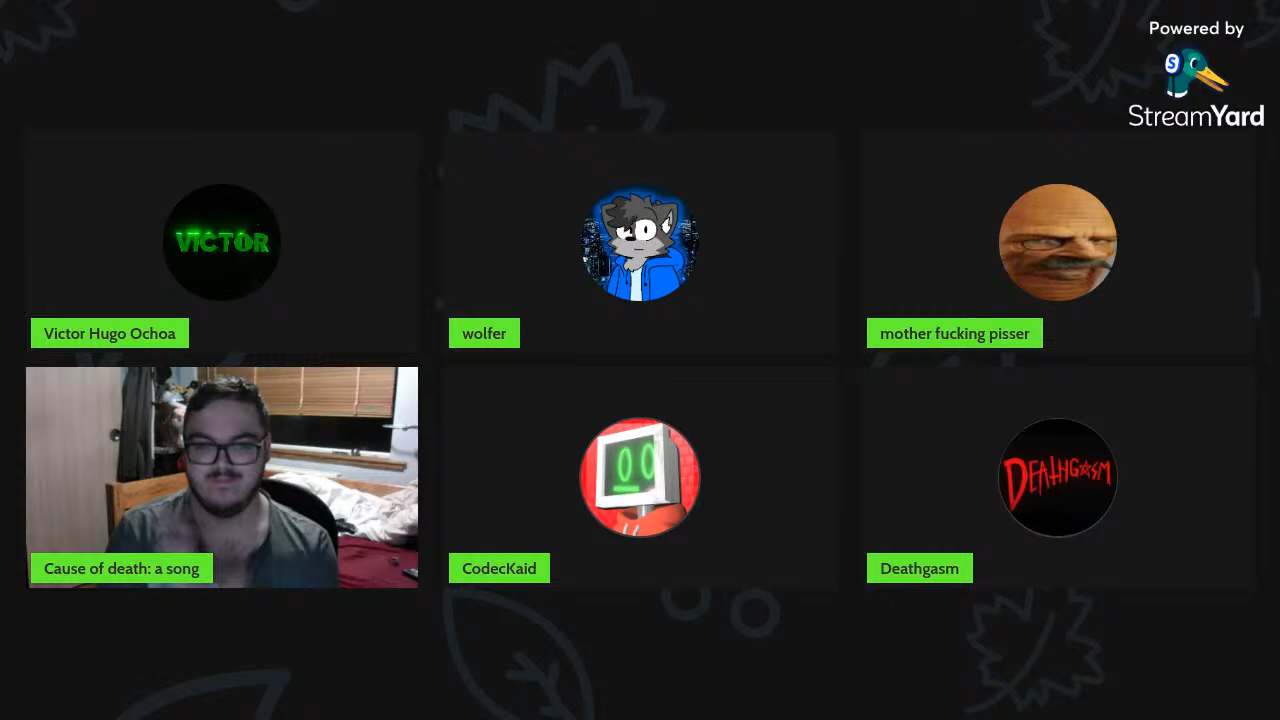 Powered by
S
StreamYard
VICTOR
Victor Hugo Ochoa
wolfer
mother fucking pisser
Cause of death: a song
CodecKaid
DEATHGASM
Deathgasm